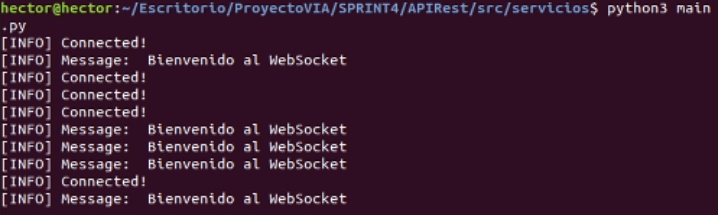 hector@hector:~/Escritorio/ProyectoVIA/SPRINT4/APIRest/src/servicios$ python3 main
.py
[INFO] Connected!
[INFO] Message:  Bienvenido al WebSocket
[INFO] Connected!
[INFO] Connected!
[INFO] Connected!
[INFO] Message:  Bienvenido al WebSocket
[INFO] Message:  Bienvenido al WebSocket
[INFO] Message:  Bienvenido al WebSocket
[INFO] Connected!
[INFO] Message:  Bienvenido al WebSocket